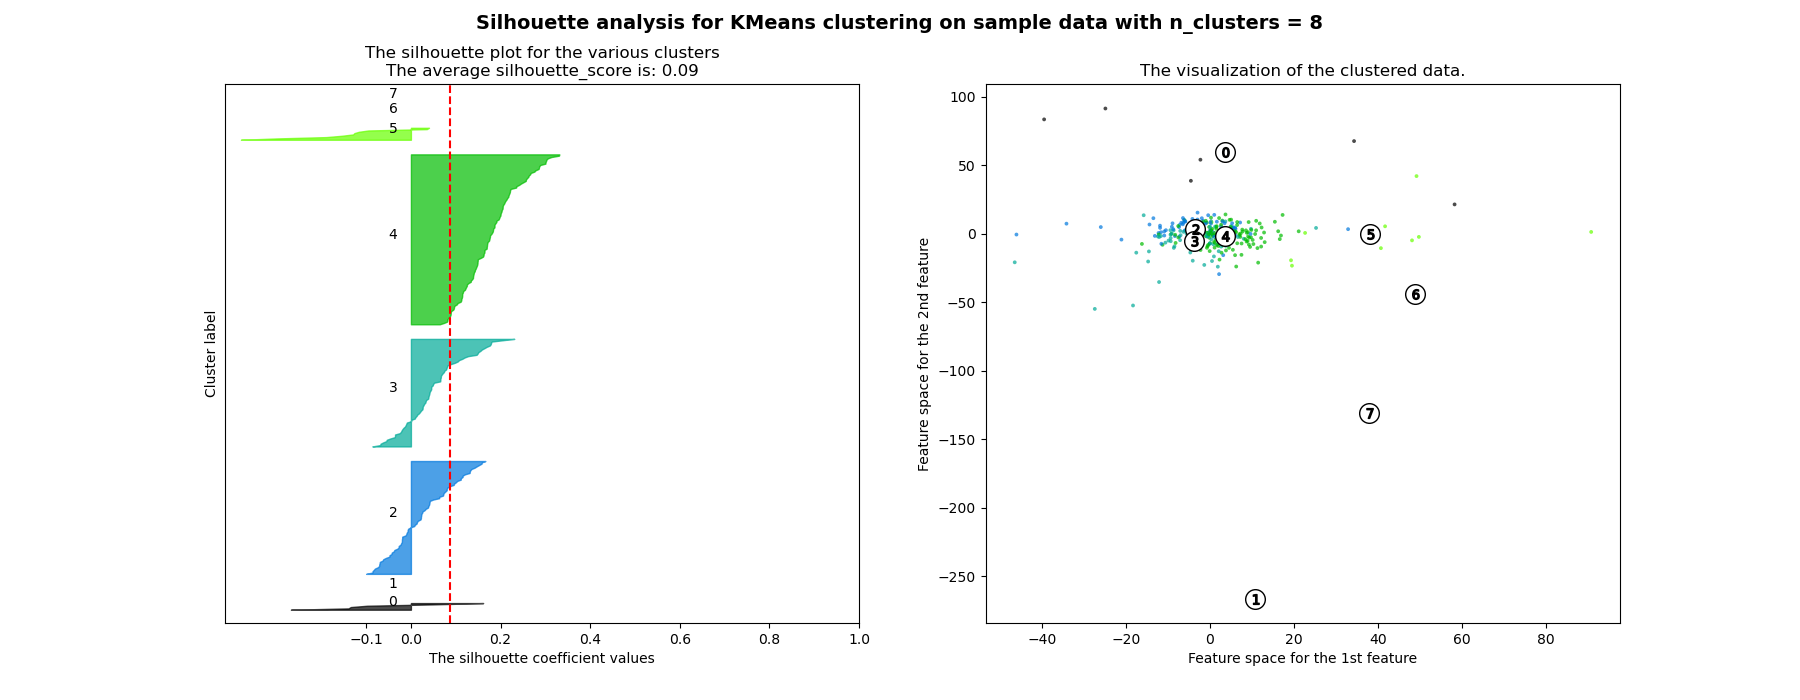 Silhouette analysis for KMeans clustering on sample data with n_clusters = 8
The silhouette plot for the various clusters
The average silhouette_score is: 0.09
7
6
5
4
3
2
1
0
Cluster label
−0.1 0.0 0.2 0.4 0.6 0.8 1.0
The silhouette coefficient values
The visualization of the clustered data.
100
50
0
−50
−100
−150
−200
−250
Feature space for the 2nd feature
0
2
3
4
5
6
7
1
−40 −20 0 20 40 60 80
Feature space for the 1st feature